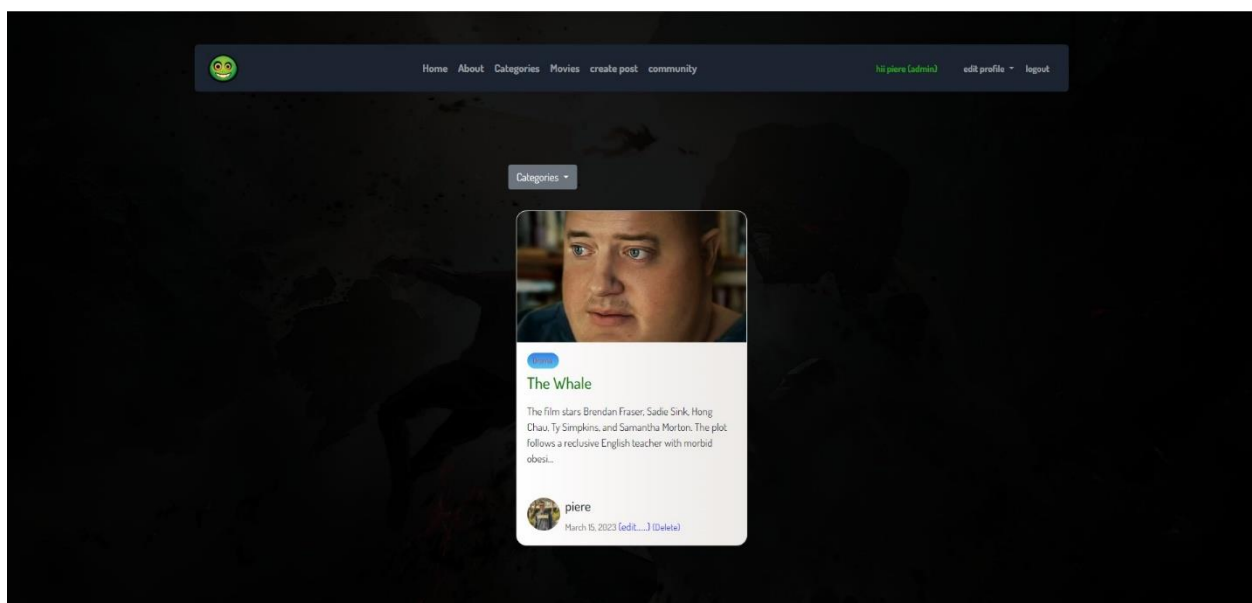 Home About Categories Movies create post community hii piere (admin) edit profile logout
Categories
The Whale
The film stars Brendan Fraser, Sadie Sink, Hong
Chau, Ty Simpkins, and Samantha Morton. The plot
follows a reclusive English teacher with morbid
obesi...
piere
March 15, 2023 (edit.....) (Delete)